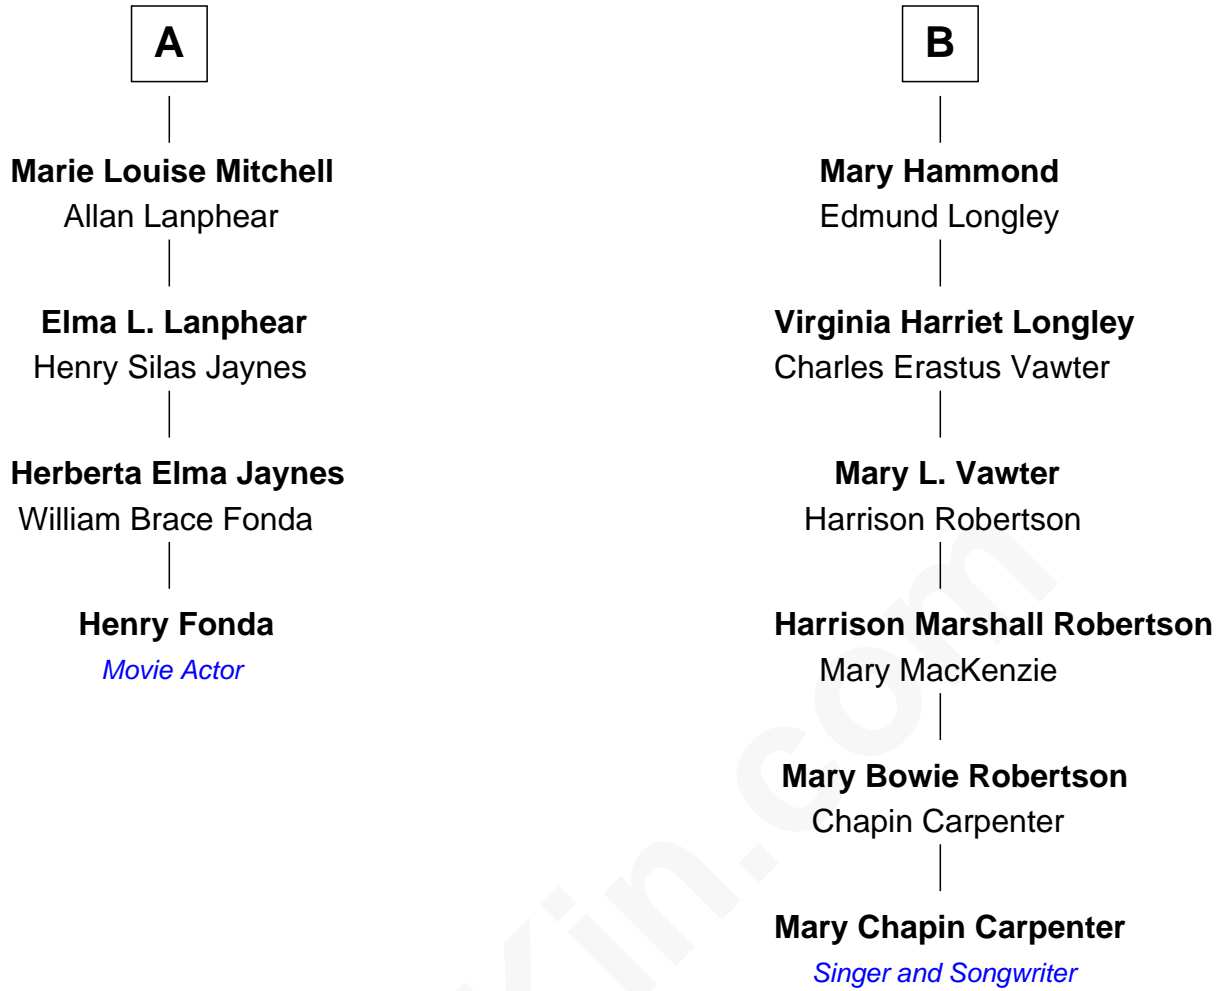 A
Marie Louise Mitchell
Allan Lanphear
Elma L. Lanphear
Henry Silas Jaynes
Herberta Elma Jaynes
William Brace Fonda
Henry Fonda
Movie Actor
B
Mary Hammond
Edmund Longley
Virginia Harriet Longley
Charles Erastus Vawter
Mary L. Vawter
Harrison Robertson
Harrison Marshall Robertson
Mary MacKenzie
Mary Bowie Robertson
Chapin Carpenter
Mary Chapin Carpenter
Singer and Songwriter
Kin.com